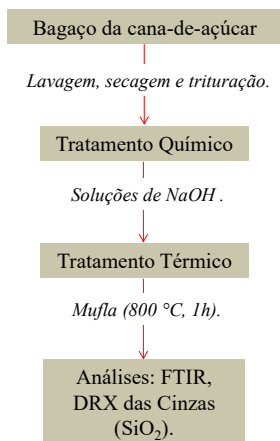 Bagaço da cana-de-açúcar
Lavagem, secagem e trituração.
Tratamento Químico
Soluções de NaOH .
Tratamento Térmico
Mufla (800 °C, 1h).
Análises: FTIR,
DRX das Cinzas
(SiO₂).